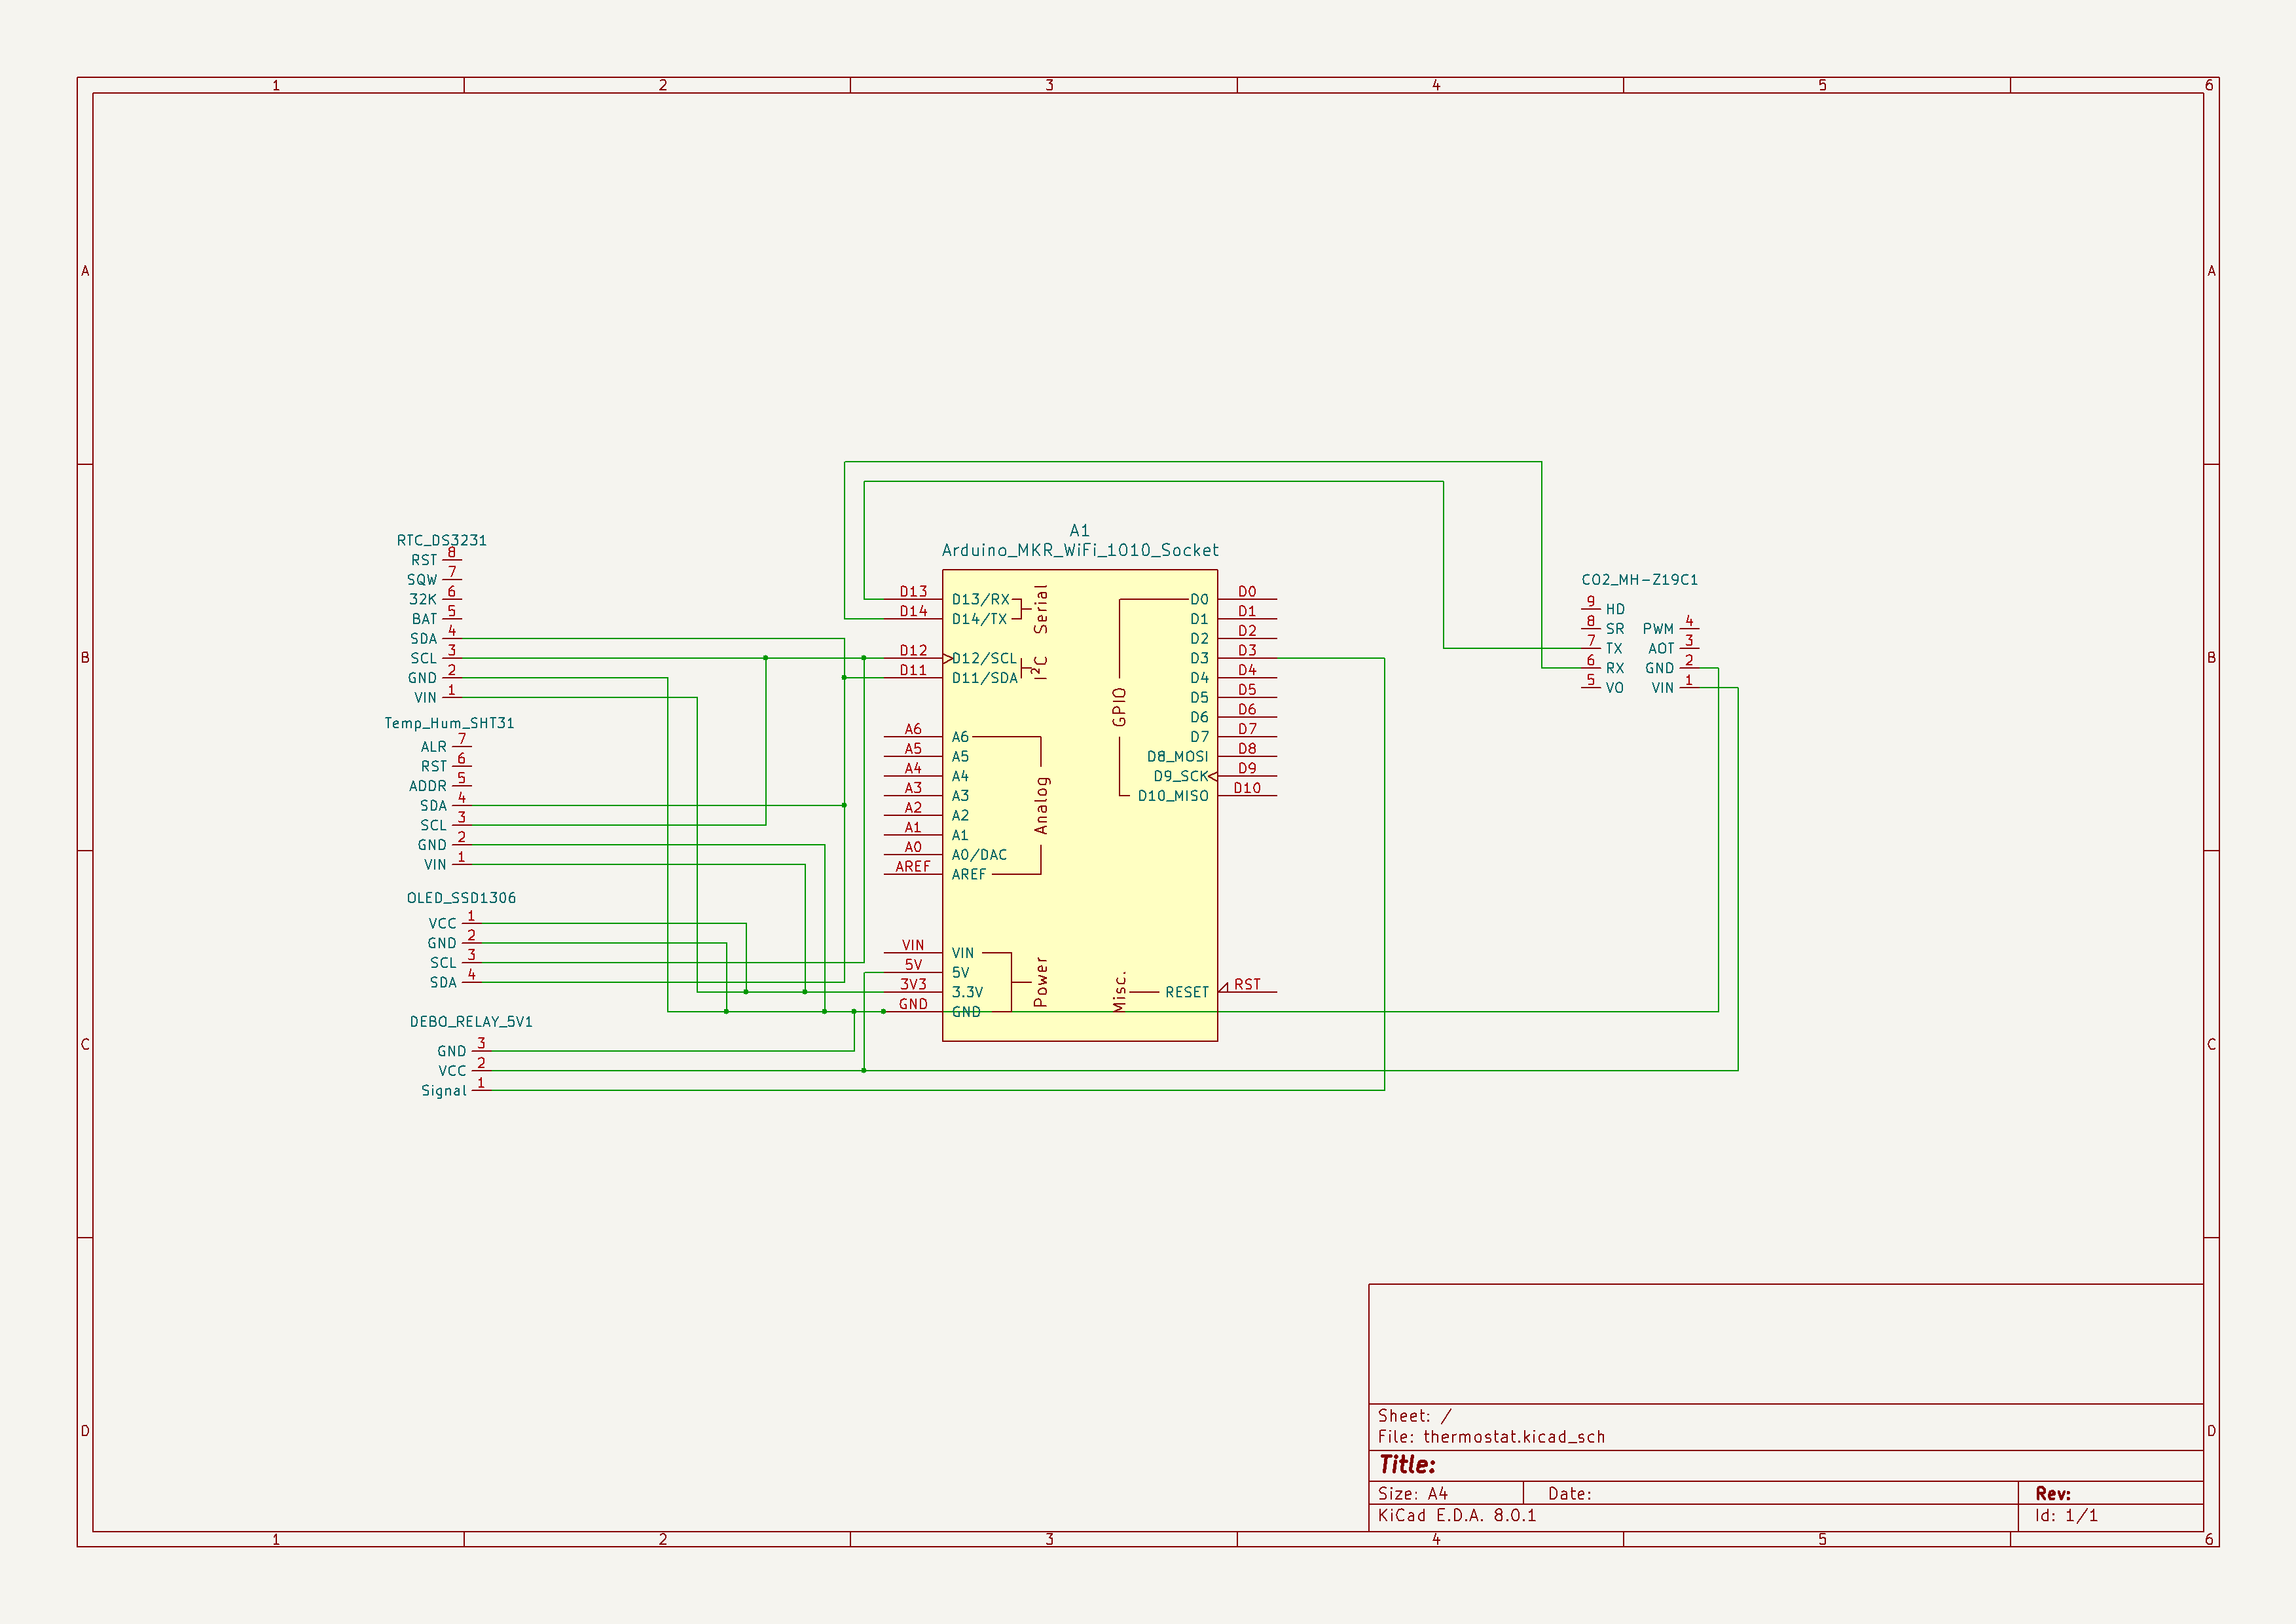 1 2 3 4 5 6
A A
B B
C C
D D
RTC_DS3231
RST 8
SQW 7
32K 6
BAT 5
SDA 4
SCL 3
GND 2
VIN 1
Temp_Hum_SHT31
ALR 7
RST 6
ADDR 5
SDA 4
SCL 3
GND 2
VIN 1
OLED_SSD1306
VCC 1
GND 2
SCL 3
SDA 4
DEBO_RELAY_5V1
GND 3
VCC 2
Signal 1
A1
Arduino_MKR_WiFi_1010_Socket
D13 D13/RX
D14 D14/TX
Serial
D12 D12/SCL
D11 D11/SDA
I²C
A6 A6
A5 A5
A4 A4
A3 A3
A2 A2
A1 A1
A0 A0/DAC
AREF AREF
Analog
VIN VIN
5V 5V
3V3 3.3V
GND GND
Power
GPIO
D0 D0
D1 D1
D2 D2
D3 D3
D4 D4
D5 D5
D6 D6
D7 D7
D8_MOSI D8
D9_SCK D9
D10_MISO D10
Misc.
RESET RST
CO2_MH-Z19C1
9 HD
8 SR
7 TX
6 RX
5 VO
PWM 4
AOT 3
GND 2
VIN 1
Sheet: /
File: thermostat.kicad_sch
Title:
Size: A4 Date: Rev:
KiCad E.D.A. 8.0.1 Id: 1/1
1 2 3 4 5 6